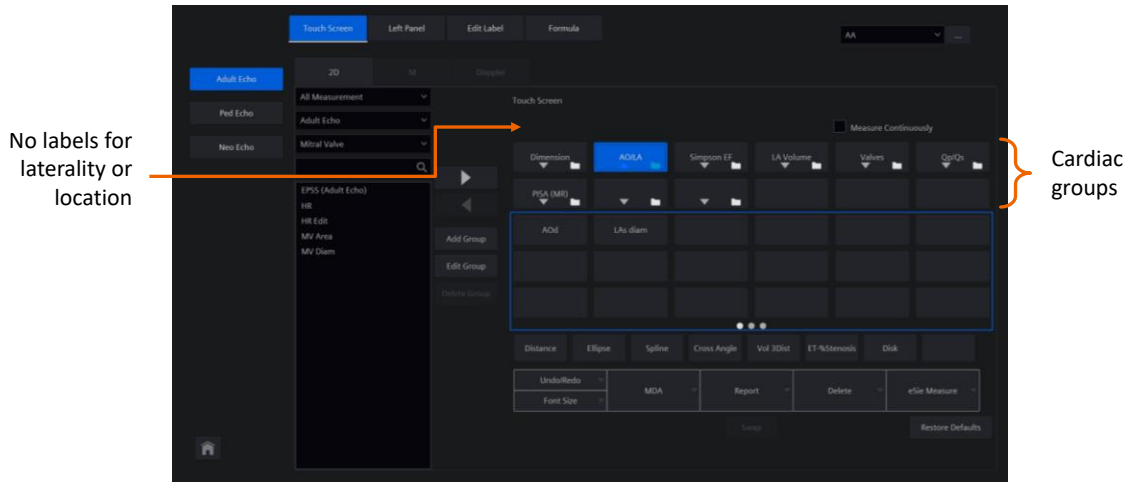 Touch Screen Left Panel Edit Label Formula
AA
...
Adult Echo
Ped Echo
Neo Echo
2D M Doppler
All Measurement
Adult Echo
Mitral Valve
EPSS (Adult Echo)
HR
HR Edit
MV Area
MV Diam
Add Group
Edit Group
Delete Group
Touch Screen
Measure Continuously
Dimension AO/LA Simpson EF LA Volume Valves Qp/Qs
PISA (MR)
AOd LAs diam
Distance Ellipse Spline Cross Angle Vol 3Dist ET-%Stenosis Disk
Undo/Redo
Font Size
MDA Report Delete eSie Measure
Swap
Restore Defaults
No labels for
laterality or
location
Cardiac
groups